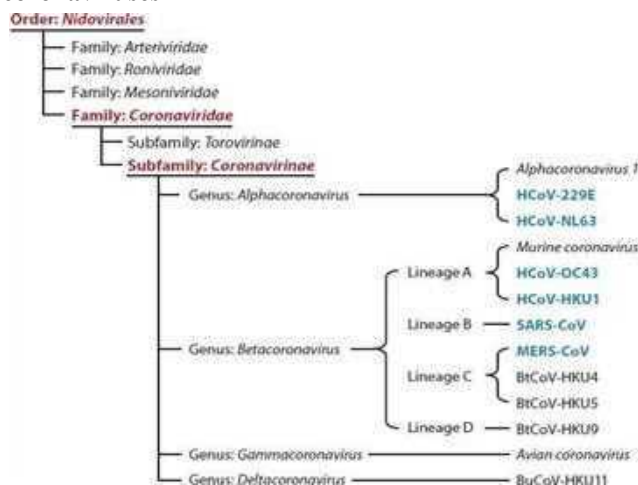 Order: Nidovirales
Family: Arteriviridae
Family: Roniviridae
Family: Mesoniviridae
Family: Coronaviridae
Subfamily: Torovirinae
Subfamily: Coronavirinae
Alphacoronavirus 1
Genus: Alphacoronavirus
HCoV-229E
HCoV-NL63
Murine coronavirus
Lineage A
HCoV-OC43
HCoV-HKU1
Lineage B
SARS-CoV
Genus: Betacoronavirus
MERS-CoV
Lineage C
BtCoV-HKU4
BtCoV-HKU5
Lineage D
BtCoV-HKU9
Genus: Gammacoronavirus
Avian coronavirus
Genus: Deltacoronavirus
BuCoV-HKU11